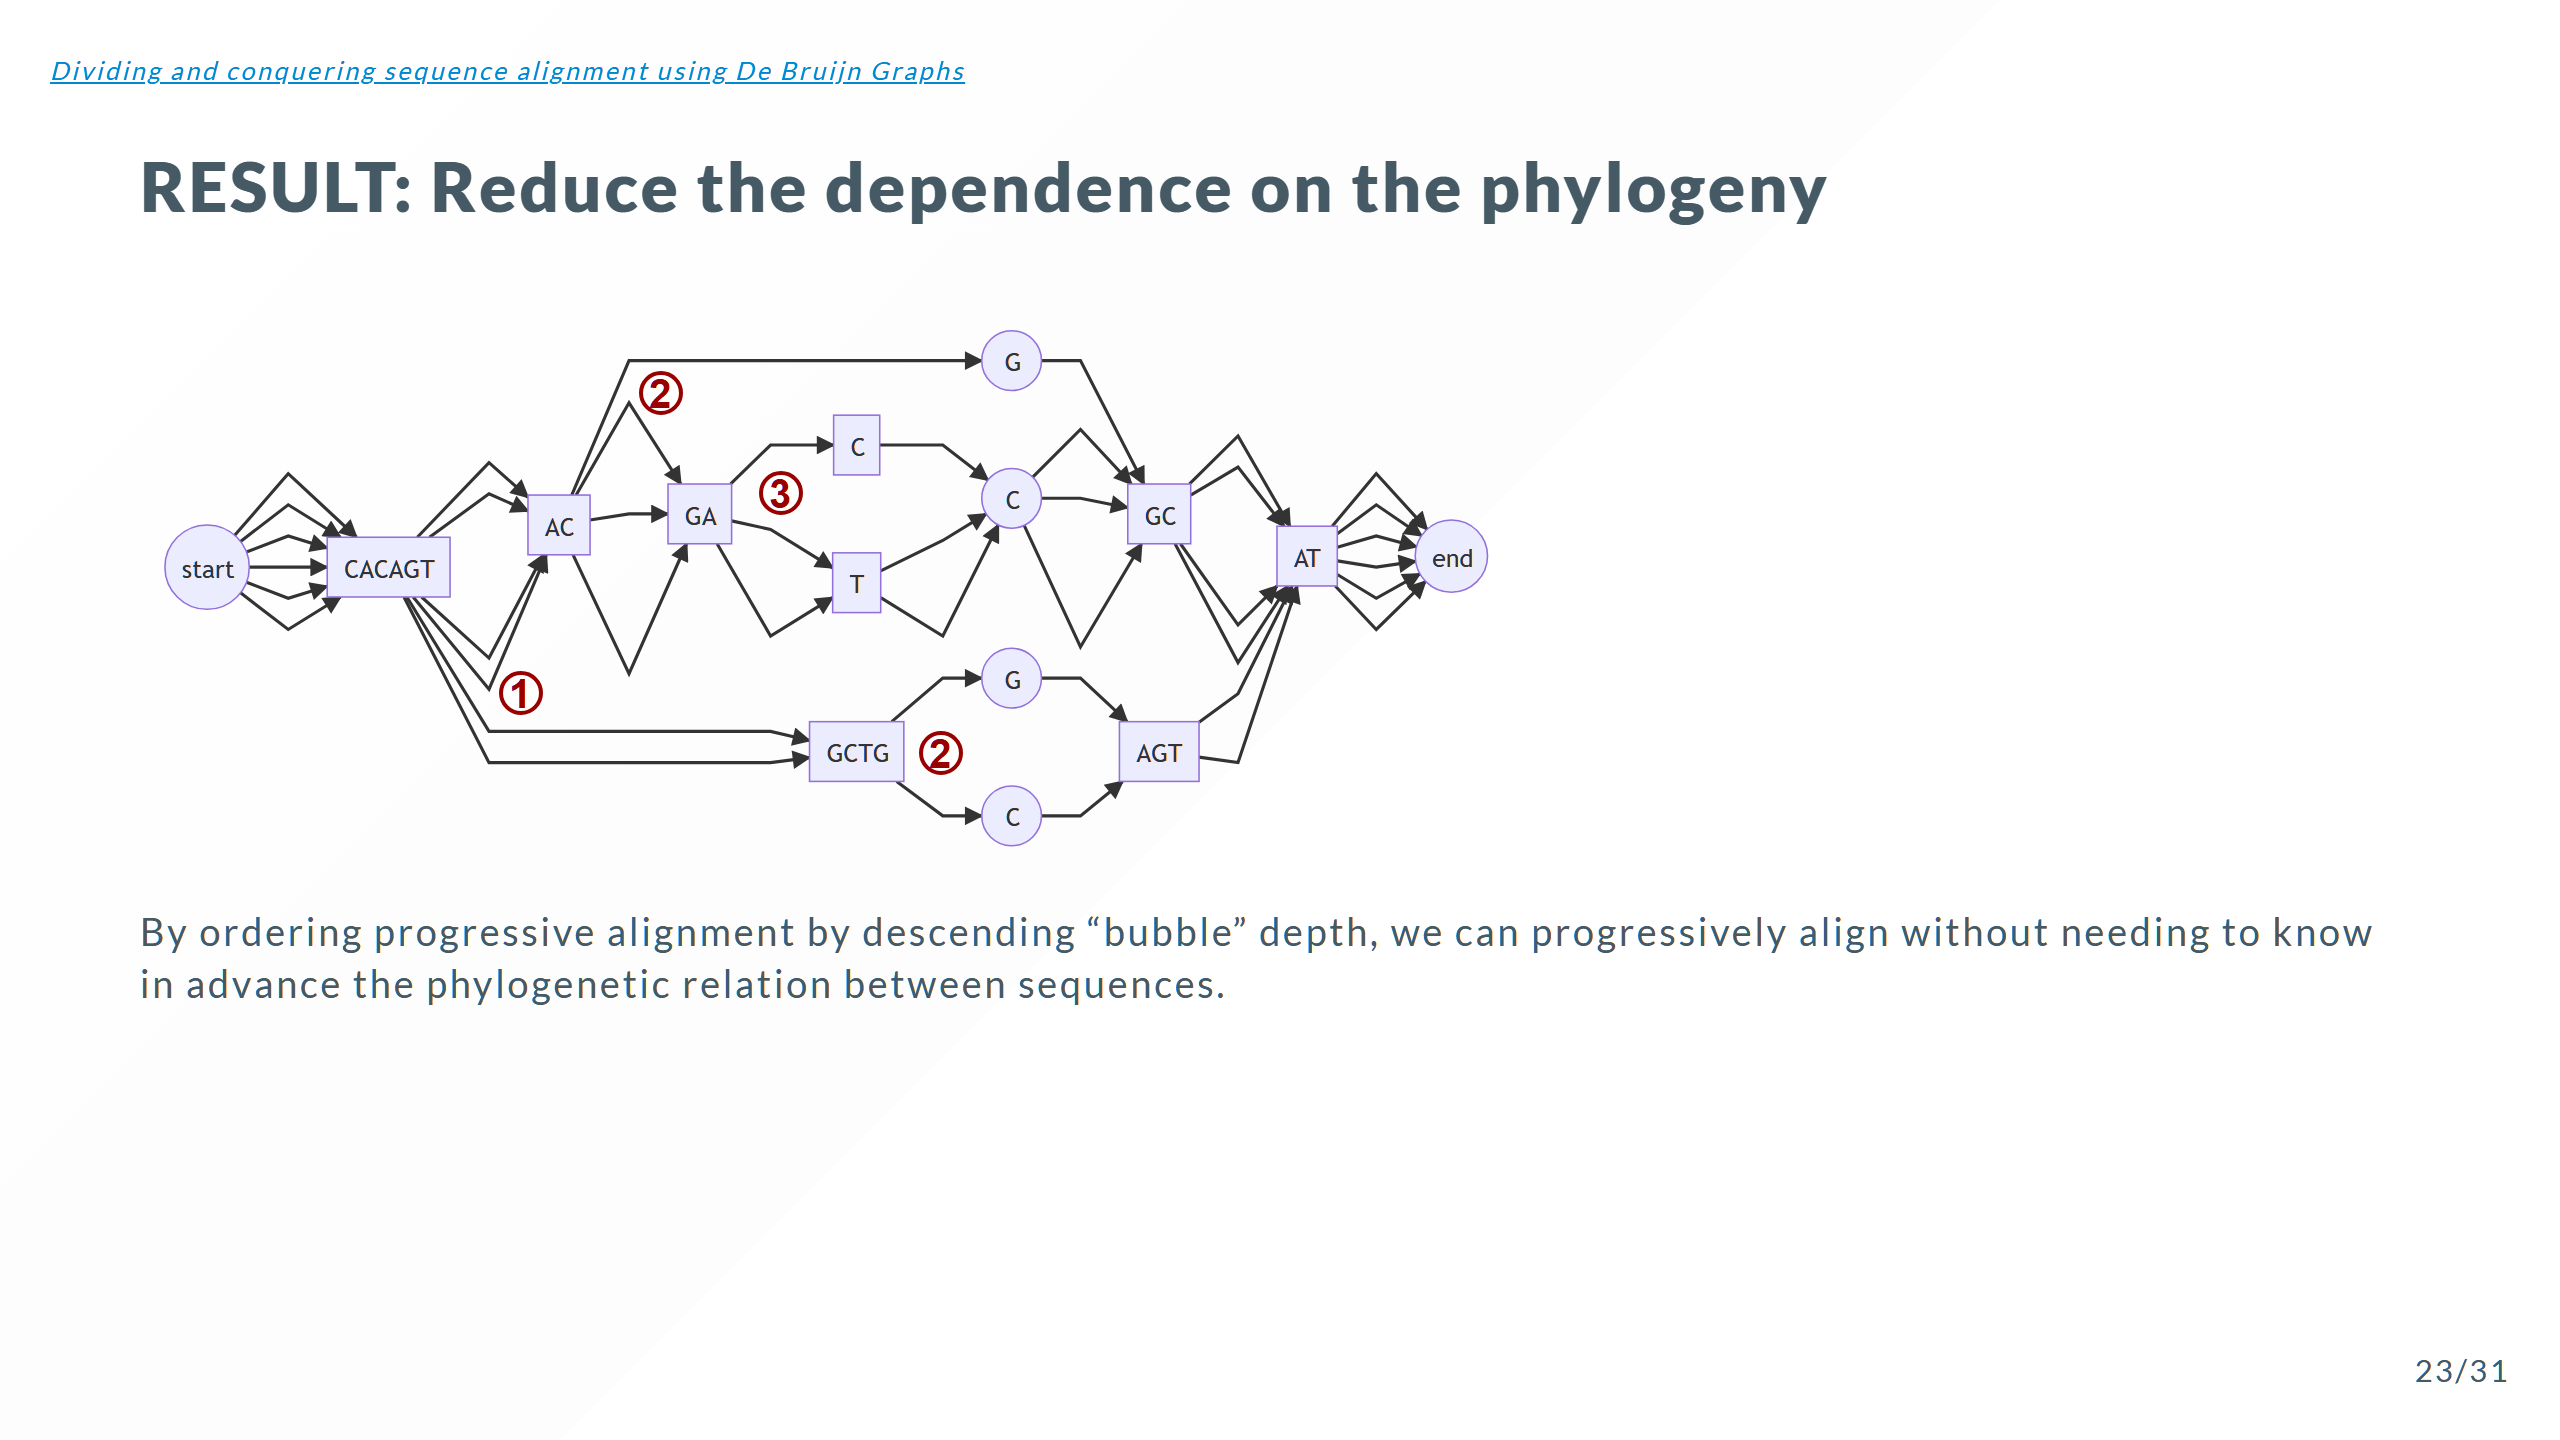 Dividing and conquering sequence alignment using De Bruijn Graphs
RESULT: Reduce the dependence on the phylogeny
G
②
C
③
AC
GA
C
GC
start
CACAGT
T
AT
end
①
G
GCTG
②
AGT
C
By ordering progressive alignment by descending “bubble” depth, we can progressively align without needing to know
in advance the phylogenetic relation between sequences.
23/31